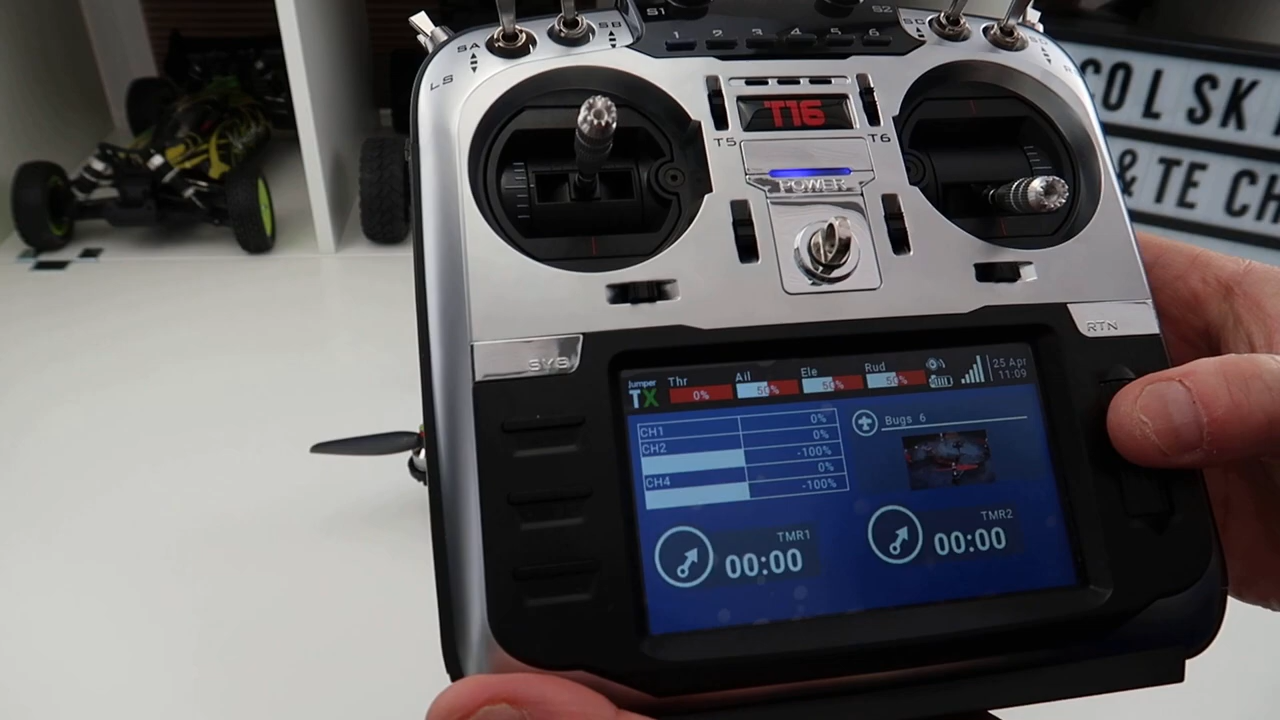 S1
S2
SA
SB
SC
SD
1 2 3 4 5 6
LS
T16
T5
T6
POWER
SYS
RTN
Jumper
TX
Thr
0%
Ail
50%
Ele
50%
Rud
50%
25 Apr
11:09
CH1 0%
CH2 0%
-100%
CH4 0%
-100%
Bugs 6
TMR1
00:00
TMR2
00:00
CO L SK
& TE CH